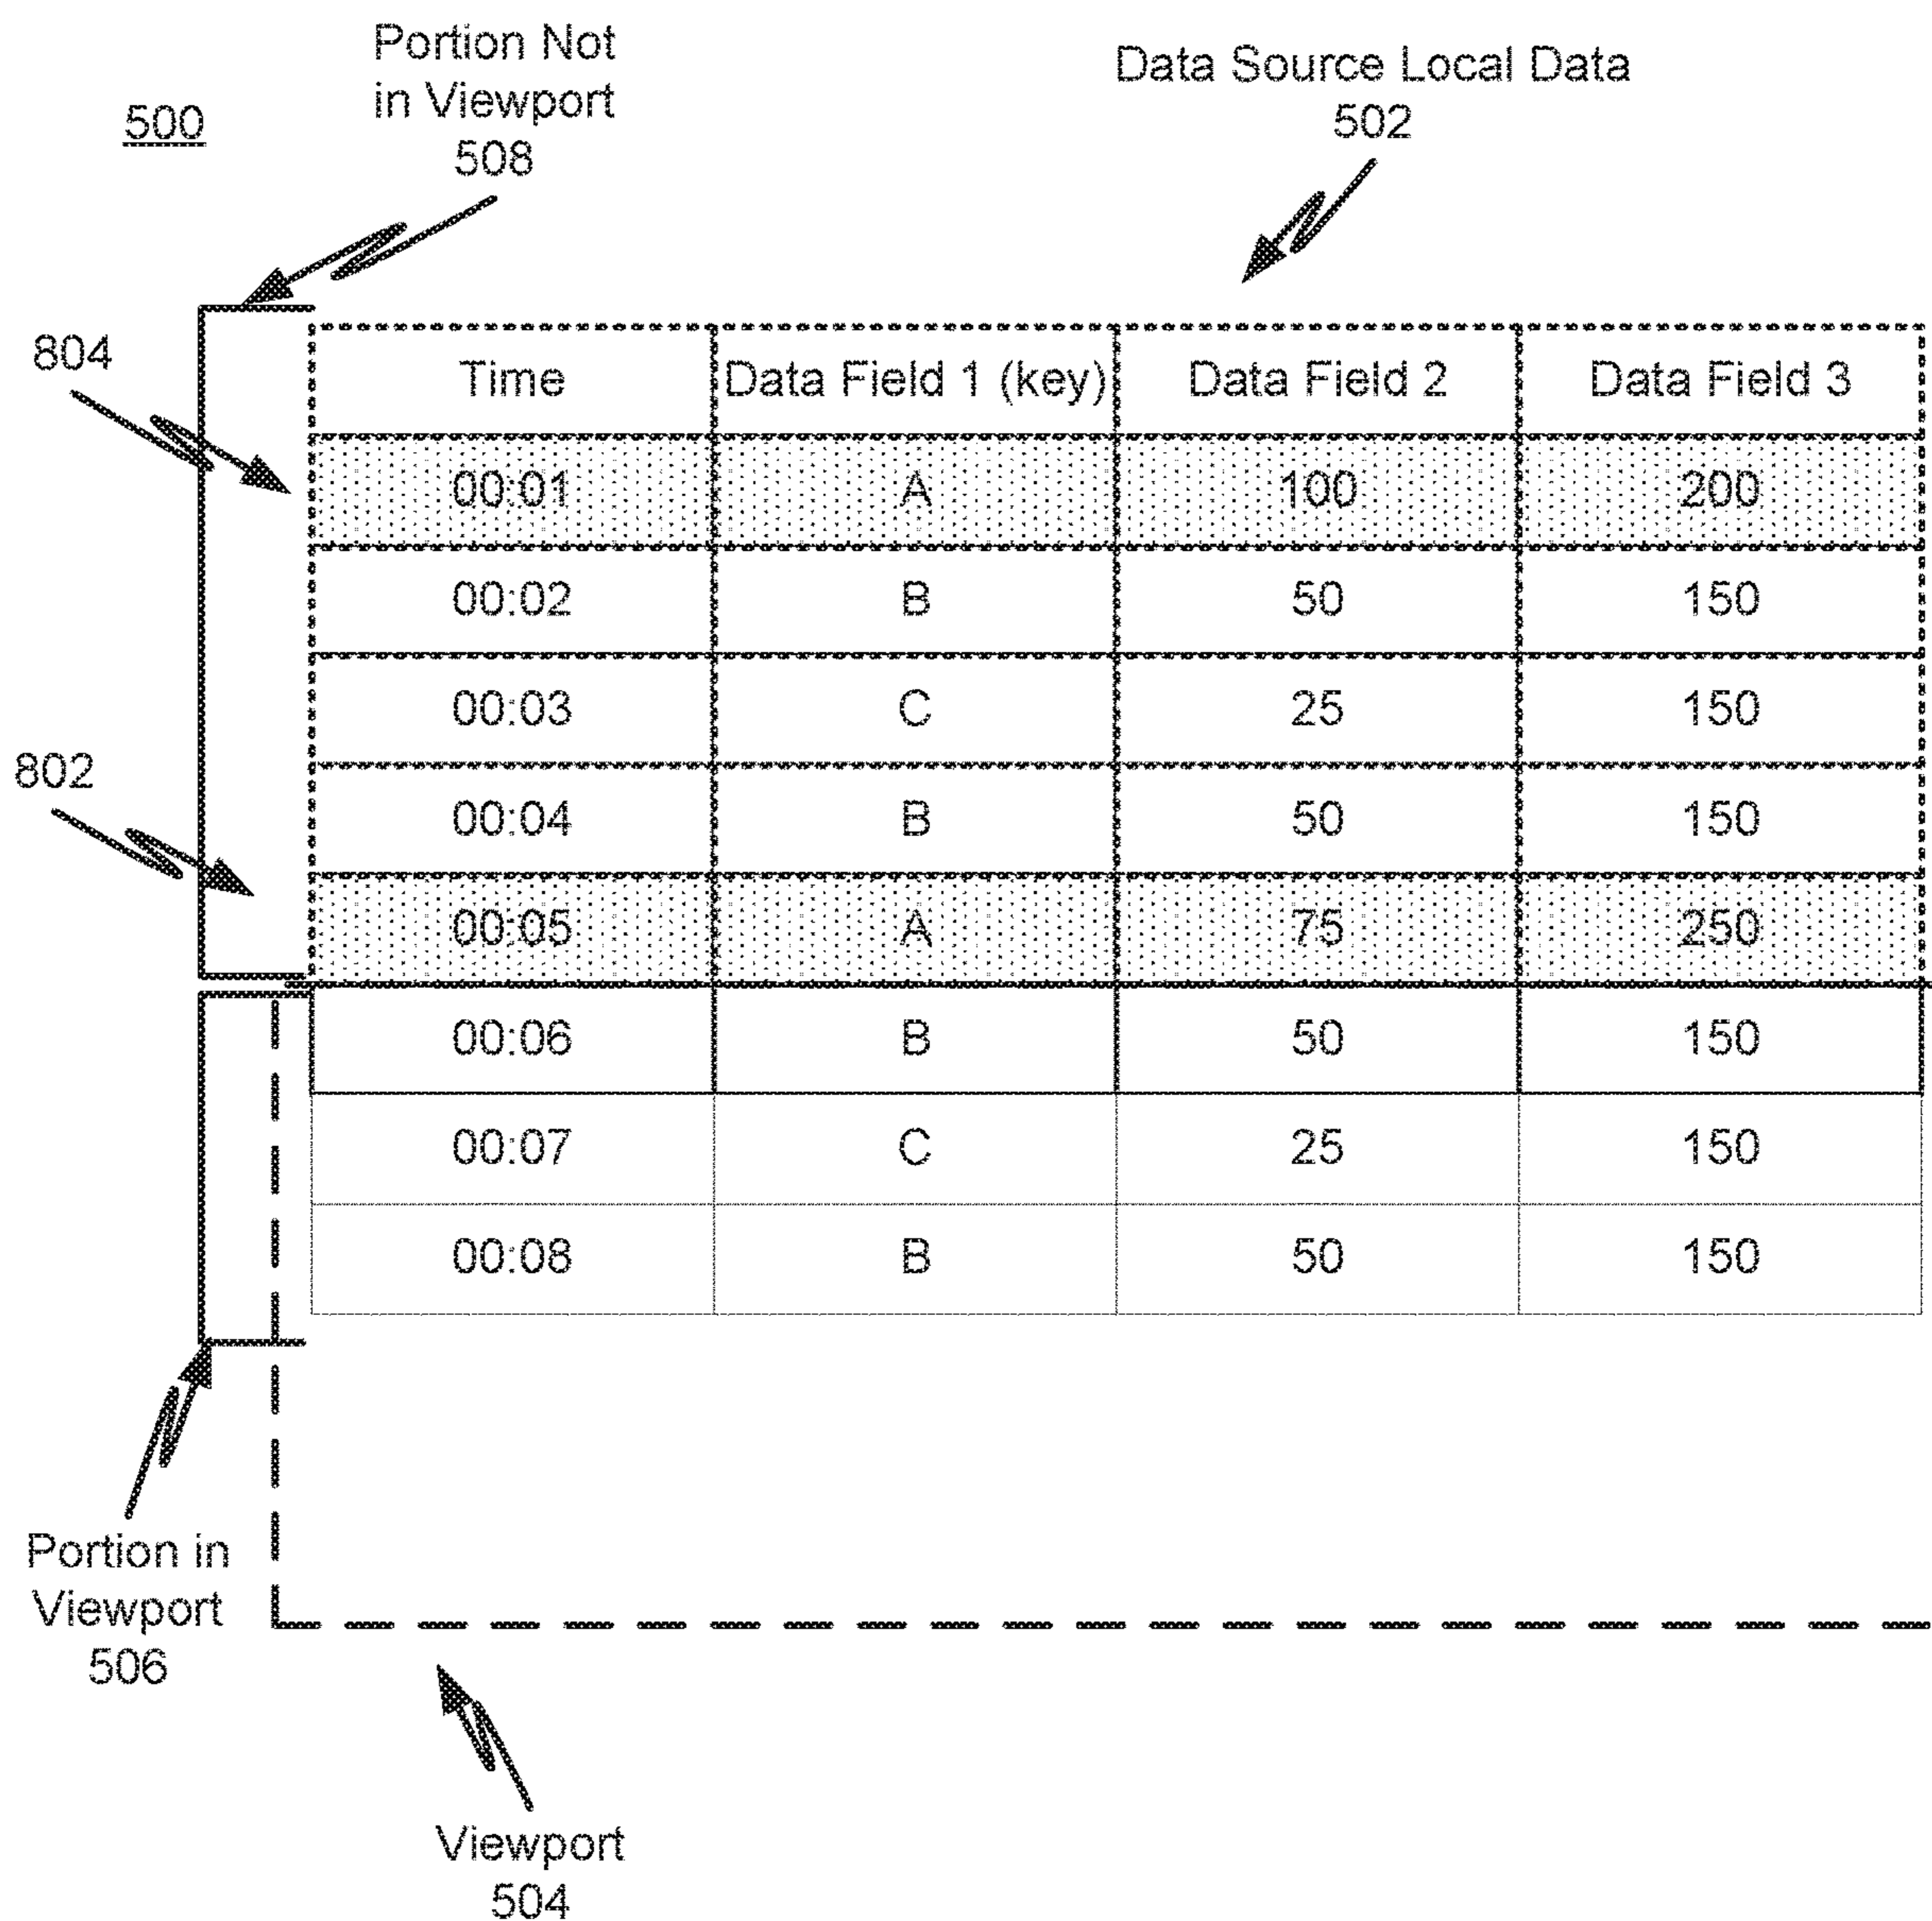 Portion Not
in Viewport
508
Data Source Local Data
502
500
804
Time Data Field 1 (key) Data Field 2 Data Field 3
00:01 A 100 200
00:02 B 50 150
00:03 C 25 150
802
00:04 B 50 150
00:05 A 75 250
00:06 B 50 150
00:07 C 25 150
00:08 B 50 150
Portion in
Viewport
506
Viewport
504